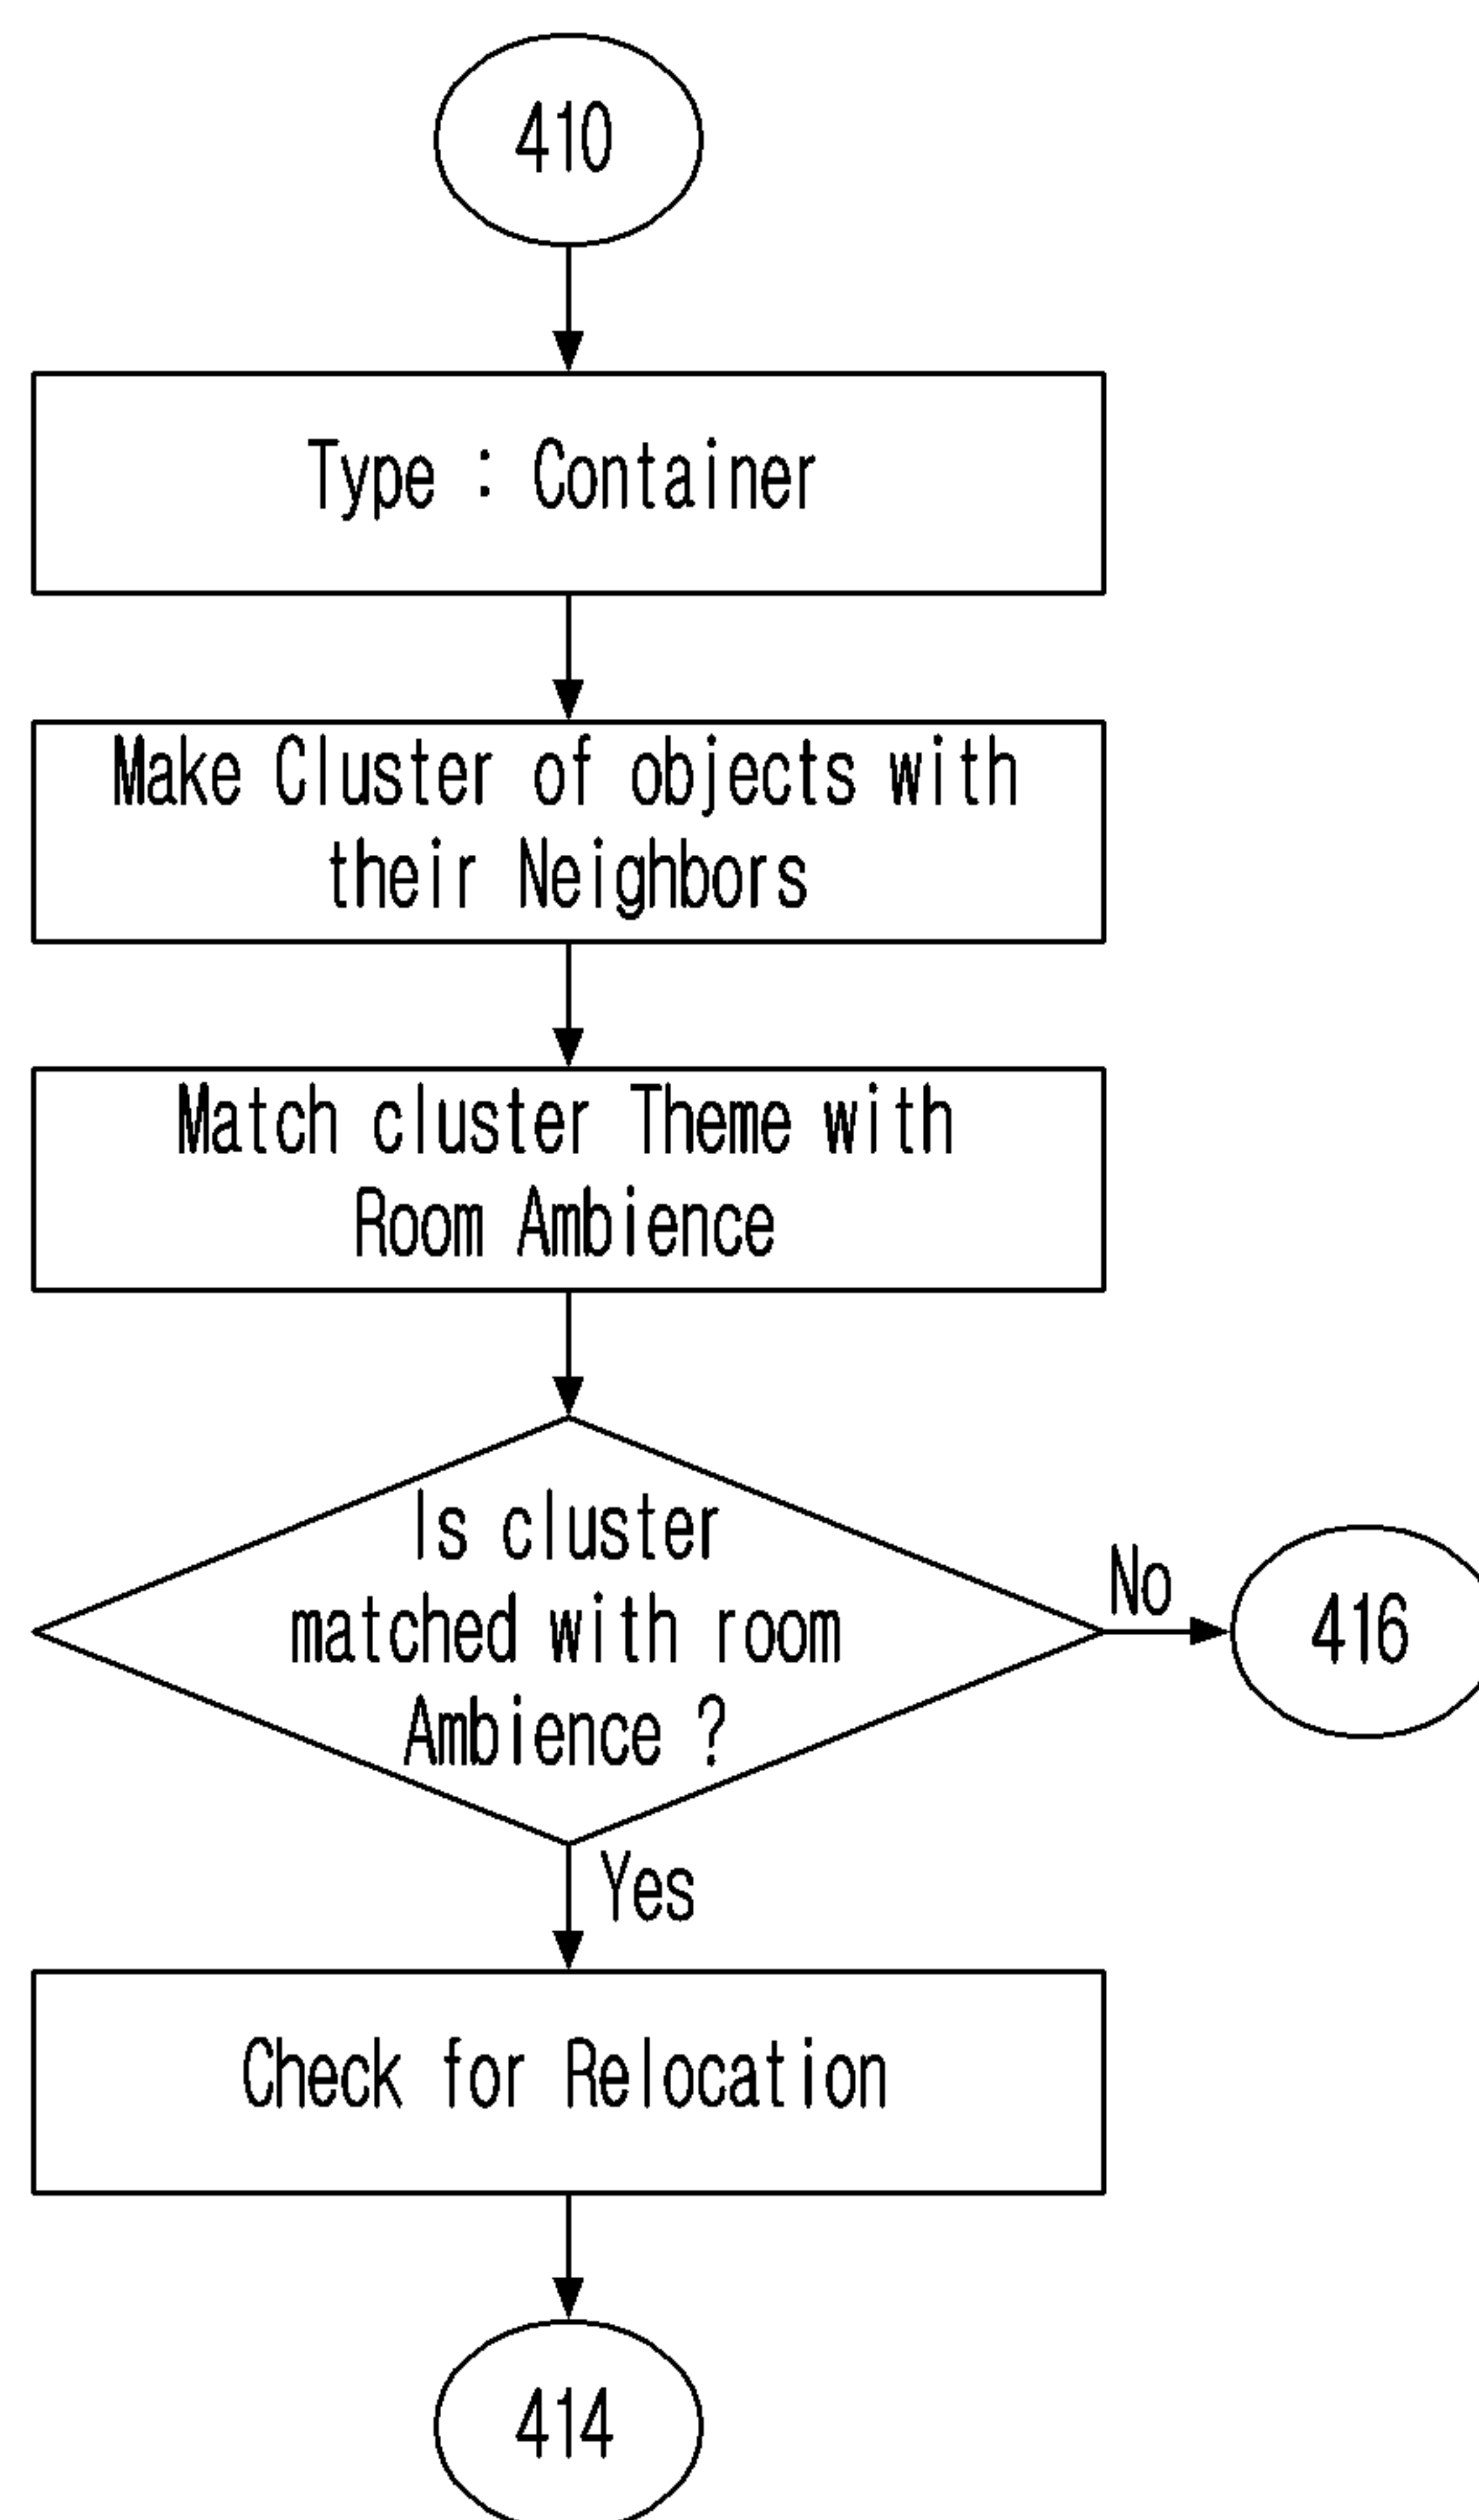 410
Type : Container
Make Cluster of objects with
their Neighbors
Match cluster Theme with
Room Ambience
Is cluster
matched with room
Ambience ?
No
416
Yes
Check for Relocation
414